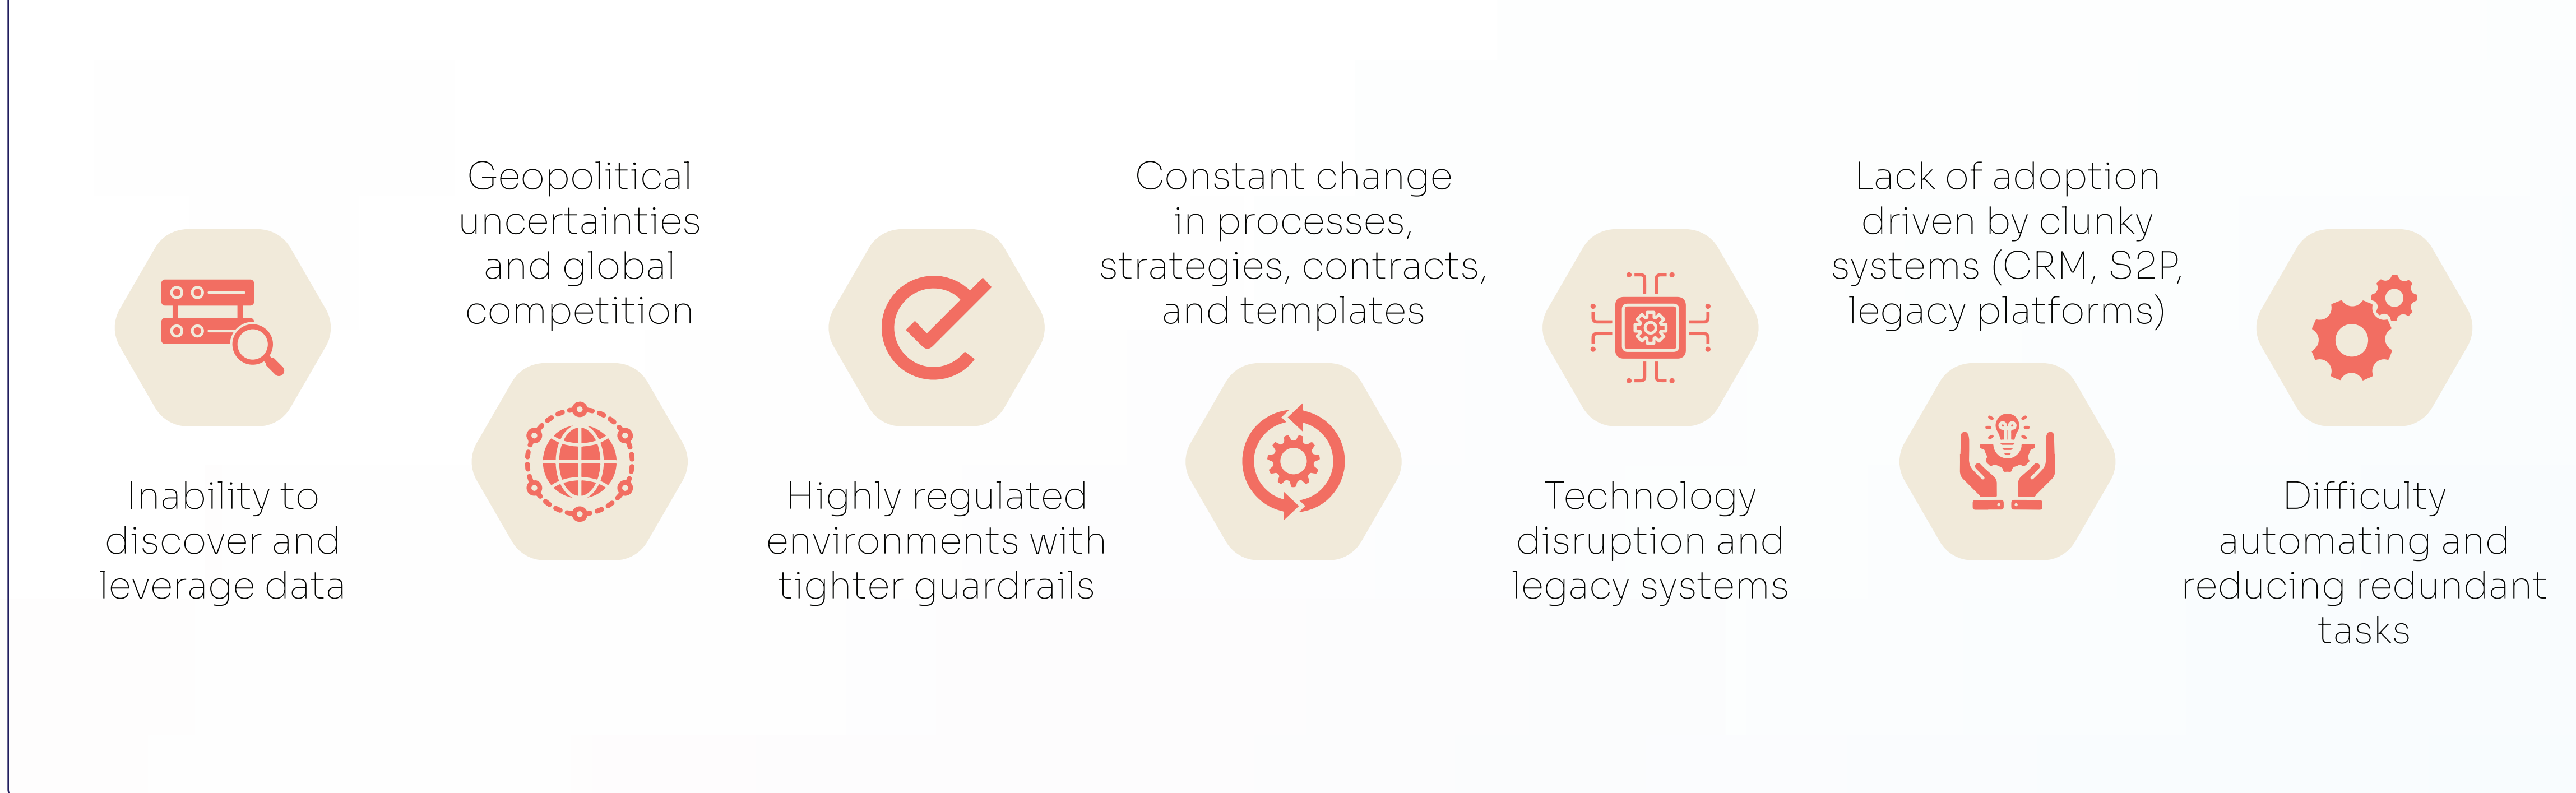 Inability to
discover and
leverage data
Geopolitical
uncertainties
and global
competition
Highly regulated
environments with
tighter guardrails
Constant change
in processes,
strategies, contracts,
and templates
Technology
disruption and
legacy systems
Lack of adoption
driven by clunky
systems (CRM, S2P,
legacy platforms)
Difficulty
automating and
reducing redundant
tasks